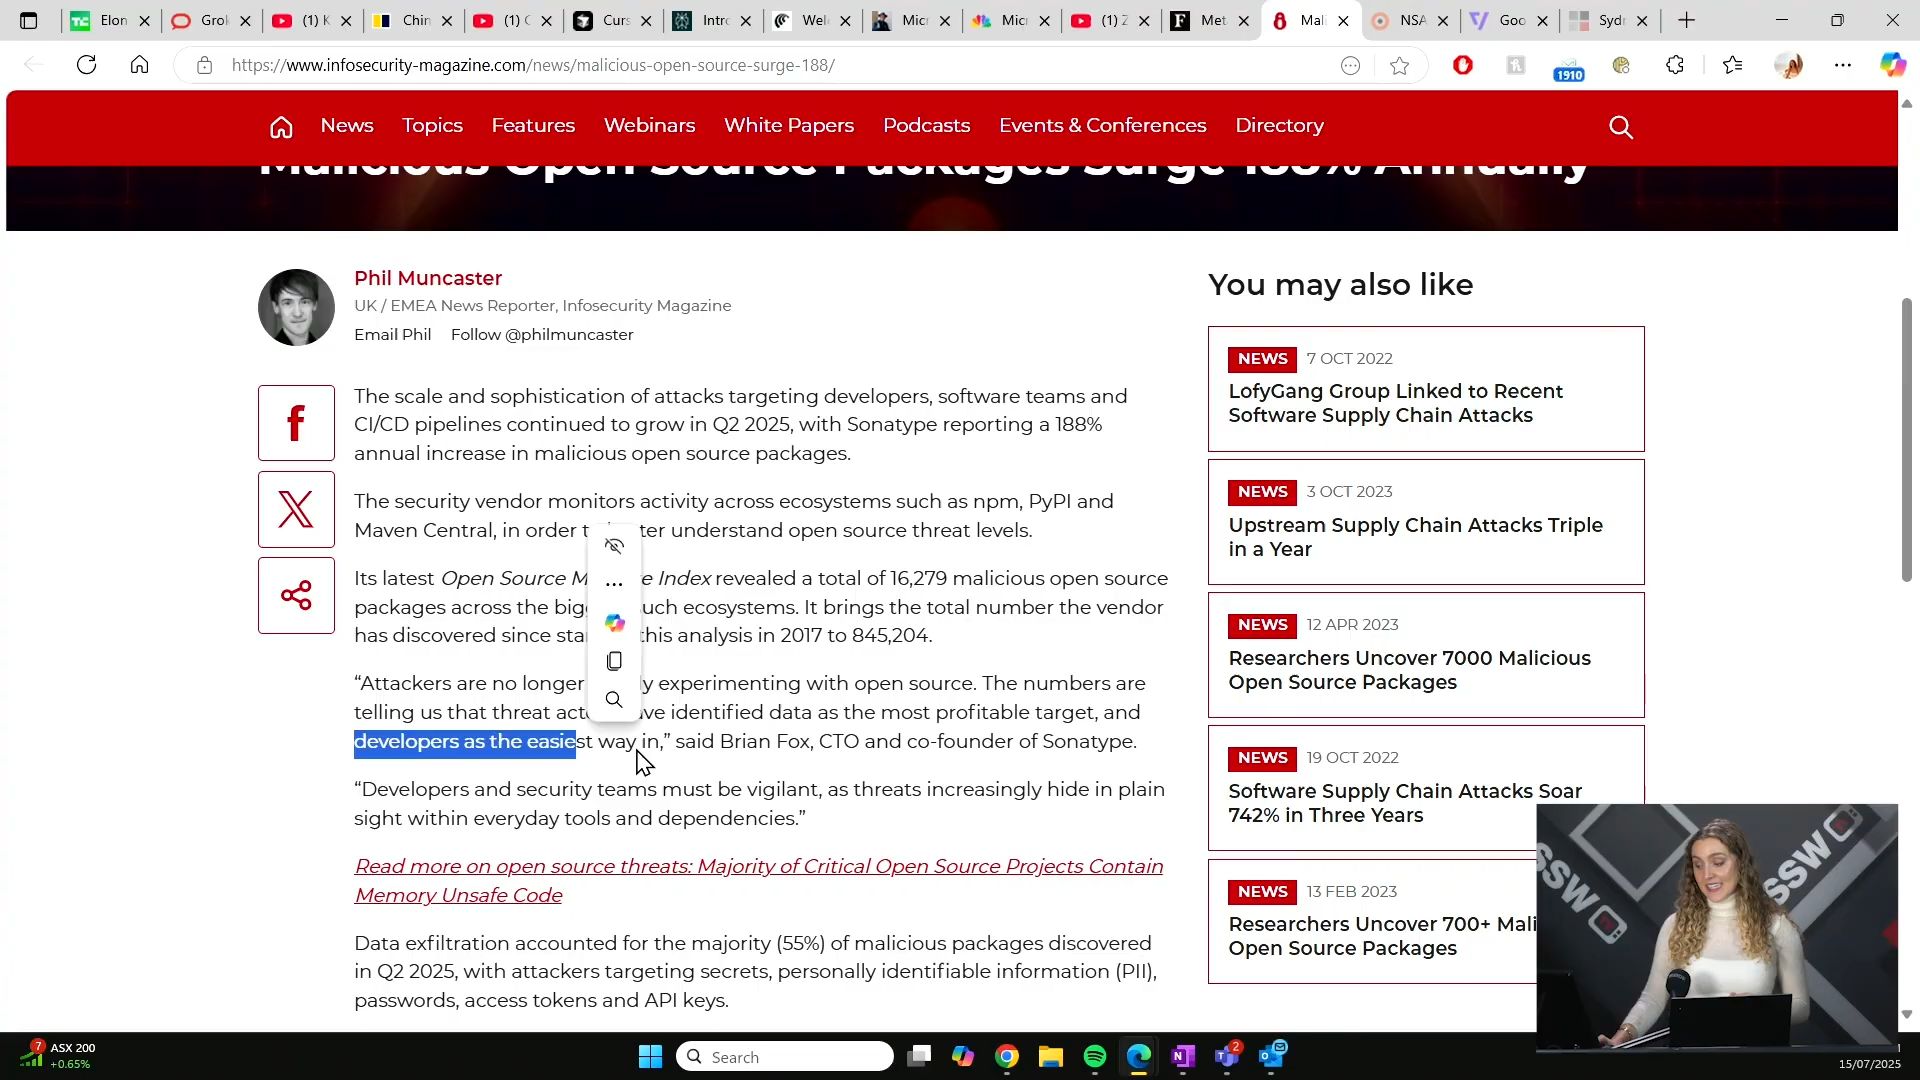 Elon
Grok
(1) K
Chin
(1) C
Curs
Intro
Wel
Micr
Mic
(1) Z
Met
Mali
NSA
Goo
Sydn
https://www.infosecurity-magazine.com/news/malicious-open-source-surge-188/
1910
News
Topics
Features
Webinars
White Papers
Podcasts
Events & Conferences
Directory
Malicious Open Source Packages Surge 188% Annually
Phil Muncaster
UK / EMEA News Reporter, Infosecurity Magazine
Email Phil Follow @philmuncaster
The scale and sophistication of attacks targeting developers, software teams and
CI/CD pipelines continued to grow in Q2 2025, with Sonatype reporting a 188%
annual increase in malicious open source packages.
The security vendor monitors activity across ecosystems such as npm, PyPI and
Maven Central, in order t ter understand open source threat levels.
Its latest Open Source M e Index revealed a total of 16,279 malicious open source
packages across the big uch ecosystems. It brings the total number the vendor
has discovered since sta this analysis in 2017 to 845,204.
“Attackers are no longer y experimenting with open source. The numbers are
telling us that threat act ve identified data as the most profitable target, and
developers as the easiest way in,” said Brian Fox, CTO and co-founder of Sonatype.
“Developers and security teams must be vigilant, as threats increasingly hide in plain
sight within everyday tools and dependencies.”
Read more on open source threats: Majority of Critical Open Source Projects Contain
Memory Unsafe Code
Data exfiltration accounted for the majority (55%) of malicious packages discovered
in Q2 2025, with attackers targeting secrets, personally identifiable information (PII),
passwords, access tokens and API keys.
You may also like
NEWS 7 OCT 2022
LofyGang Group Linked to Recent
Software Supply Chain Attacks
NEWS 3 OCT 2023
Upstream Supply Chain Attacks Triple
in a Year
NEWS 12 APR 2023
Researchers Uncover 7000 Malicious
Open Source Packages
NEWS 19 OCT 2022
Software Supply Chain Attacks Soar
742% in Three Years
NEWS 13 FEB 2023
Researchers Uncover 700+ Mali
Open Source Packages
SSW
SSW
7
ASX 200
+0.65%
Search
2
15/07/2025